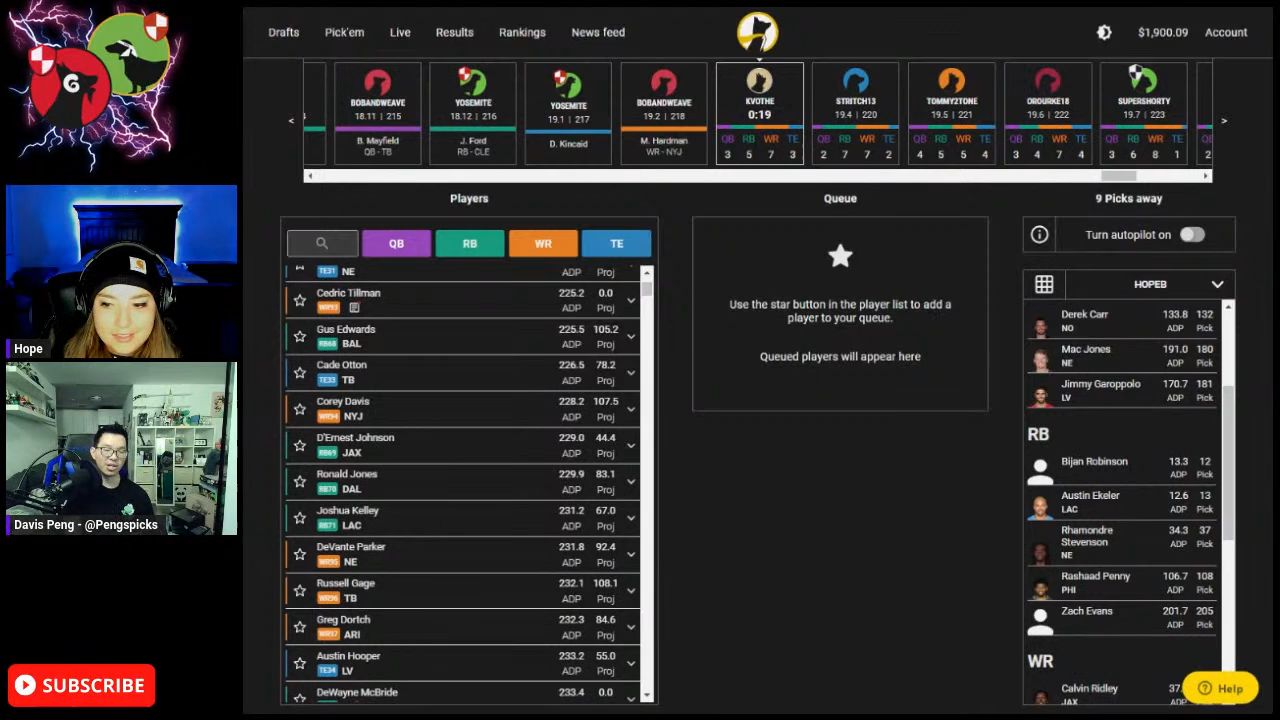 Drafts
Pick'em
Live
Results
Rankings
News feed
$1,900.09
Account
G
<
BOBANDWEAVE
18.11 | 215
B. Mayfield
QB - TB
YOSEMITE
18.12 | 216
J. Ford
RB - CLE
YOSEMITE
19.1 | 217
D. Kincaid
BOBANDWEAVE
19.2 | 218
M. Hardman
WR - NYJ
KVOTHE
0:19
QB RB WR TE
3 5 7 3
STRITCH13
19.4 | 220
QB RB WR TE
2 7 7 2
TOMMY2TONE
19.5 | 221
QB RB WR TE
4 5 5 4
OROURKE18
19.6 | 222
QB RB WR TE
3 4 7 4
SUPERSHORTY
19.7 | 223
QB RB WR TE
3 6 8 1
QB
2
>
Players
Queue
9 Picks away
QB
RB
WR
TE
Turn autopilot on
TE31 NE ADP Proj
Cedric Tillman 225.2 0.0
ADP Proj
Gus Edwards 225.5 105.2
RB68 BAL ADP Proj
Cade Otton 226.5 78.2
TE33 TB ADP Proj
Corey Davis 228.2 107.5
WR94 NYJ ADP Proj
D'Ernest Johnson 229.0 44.4
RB69 JAX ADP Proj
Ronald Jones 229.9 83.1
RB70 DAL ADP Proj
Joshua Kelley 231.2 67.0
RB71 LAC ADP Proj
DeVante Parker 231.8 92.4
WR95 NE ADP Proj
Russell Gage 232.1 108.1
WR96 TB ADP Proj
Greg Dortch 232.3 84.6
WR97 ARI ADP Proj
Austin Hooper 233.2 55.0
TE34 LV ADP Proj
DeWayne McBride 233.4 0.0
Use the star button in the player list to add a
player to your queue.
Queued players will appear here
HOPEB
Derek Carr 133.8 132
NO ADP Pick
Mac Jones 191.0 180
NE ADP Pick
Jimmy Garoppolo 170.7 181
LV ADP Pick
RB
Bijan Robinson 13.3 12
ADP Pick
Austin Ekeler 12.6 13
LAC ADP Pick
Rhamondre
Stevenson 34.3 37
NE ADP Pick
Rashaad Penny 106.7 108
PHI ADP Pick
Zach Evans 201.7 205
ADP Pick
WR
Calvin Ridley 37.
JAX
Help
Hope
Davis Peng - @Pengspicks
SUBSCRIBE